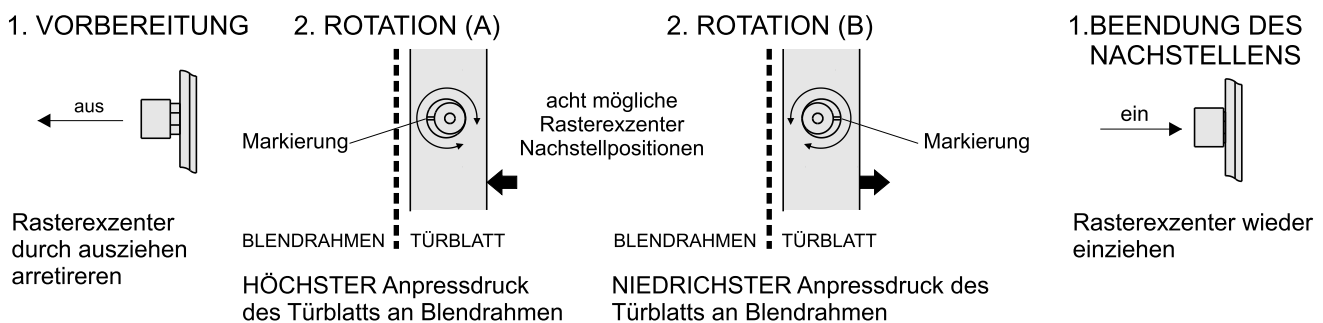 1. VORBEREITUNG
aus
Rasterexzenter
durch ausziehen
arretireren
2. ROTATION (A)
Markierung
BLENDRAHMEN
TÜRBLATT
HÖCHSTER Anpressdruck
des Türblatts an Blendrahmen
acht mögliche
Rasterexzenter
Nachstellpositionen
2. ROTATION (B)
Markierung
BLENDRAHMEN
TÜRBLATT
NIEDRICHSTER Anpressdruck des
Türblatts an Blendrahmen
1.BEENDUNG DES
NACHSTELLENS
ein
Rasterexzenter wieder
einziehen